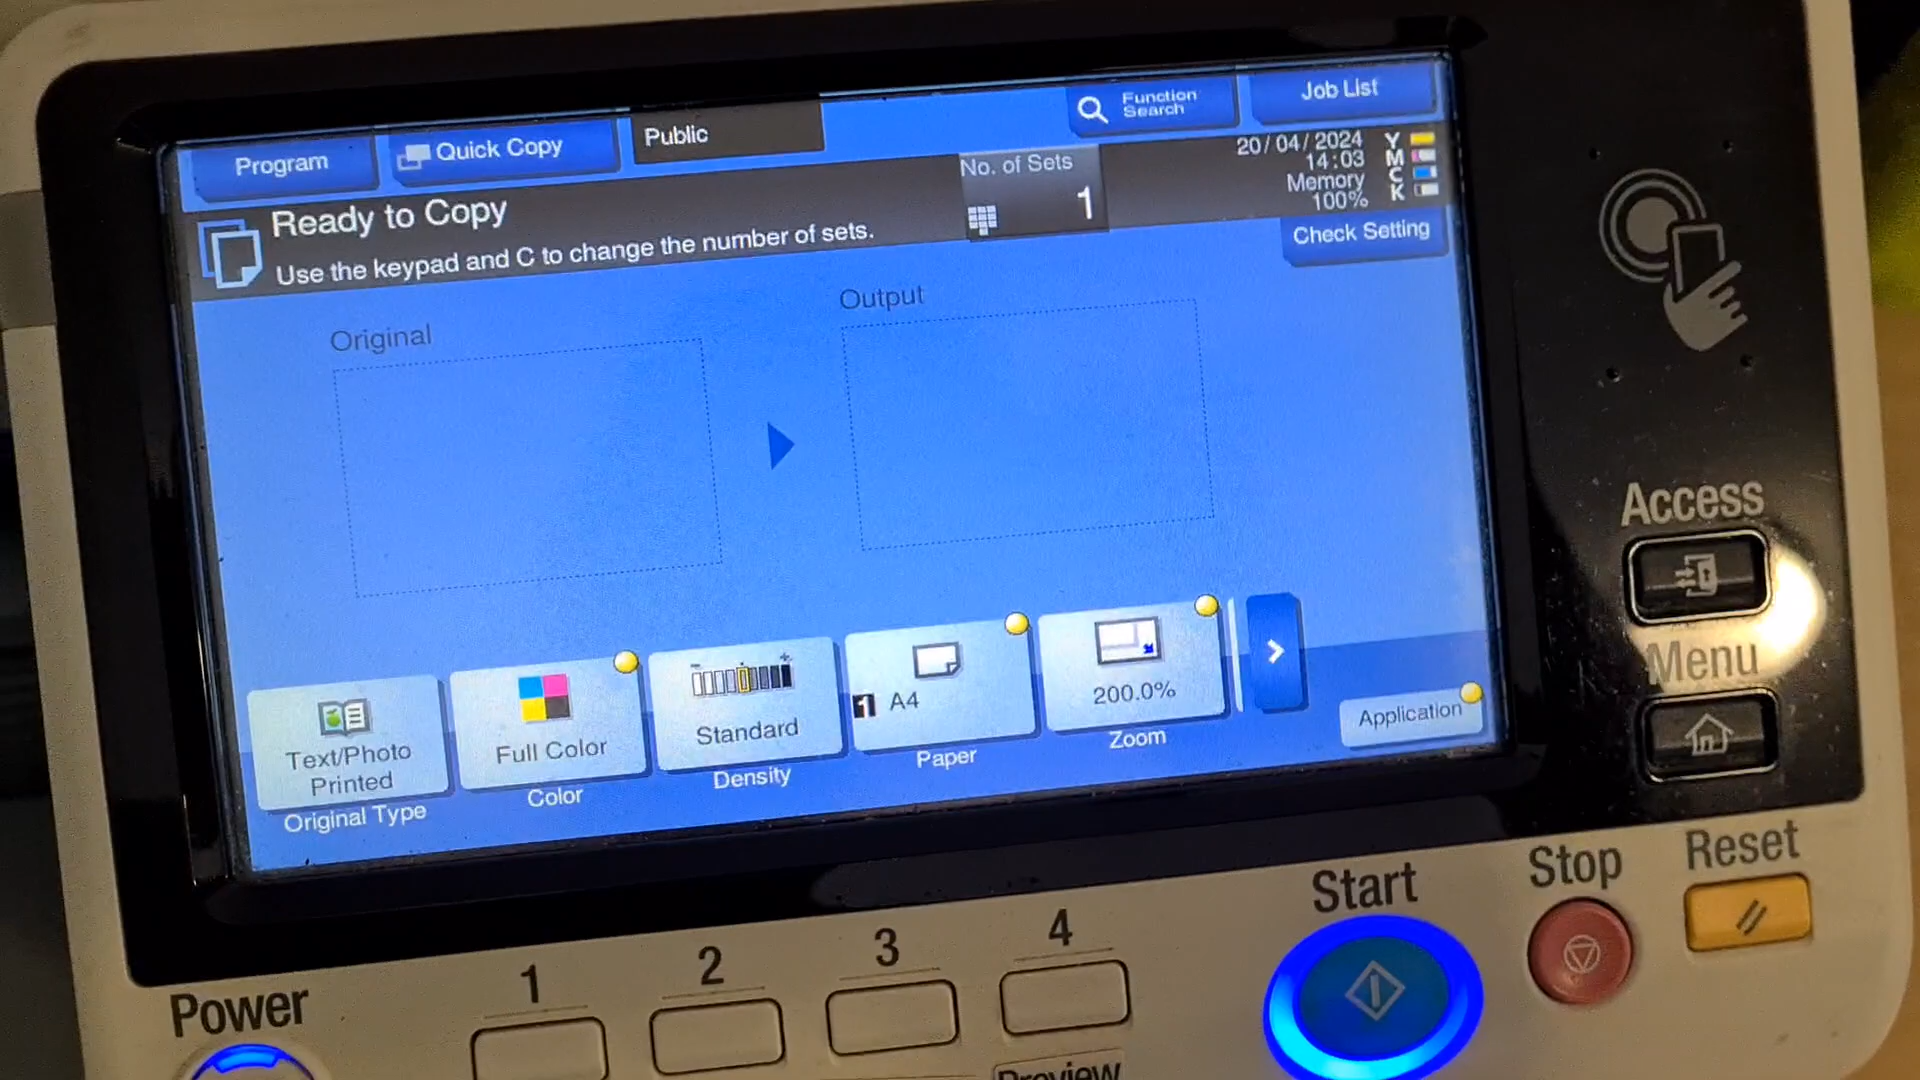 Program
Quick Copy
Public
Function
Search
Job List
Ready to Copy
Use the keypad and C to change the number of sets.
No. of Sets
1
20/04/2024
14:03
Memory
100%
Y
M
C
K
Check Setting
Original
Output
Text/Photo
Printed
Original Type
Full Color
Color
Standard
Density
1 A4
Paper
200.0%
Zoom
Application
Access
Menu
Power
1
2
3
4
Start
Stop
Reset
Preview